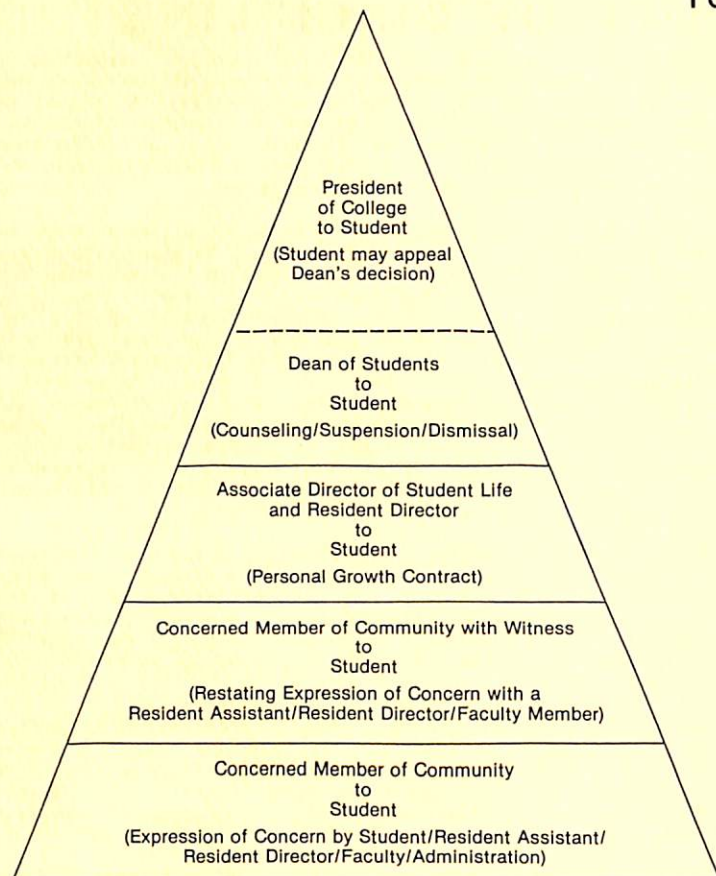 President
of College
to Student
(Student may appeal
Dean's decision)
Dean of Students
to
Student
(Counseling/Suspension/Dismissal)
Associate Director of Student Life
and Resident Director
to
Student
(Personal Growth Contract)
Concerned Member of Community with Witness
to
Student
(Restating Expression of Concern with a
Resident Assistant/Resident Director/Faculty Member)
Concerned Member of Community
to
Student
(Expression of Concern by Student/Resident Assistant/
Resident Director/Faculty/Administration)